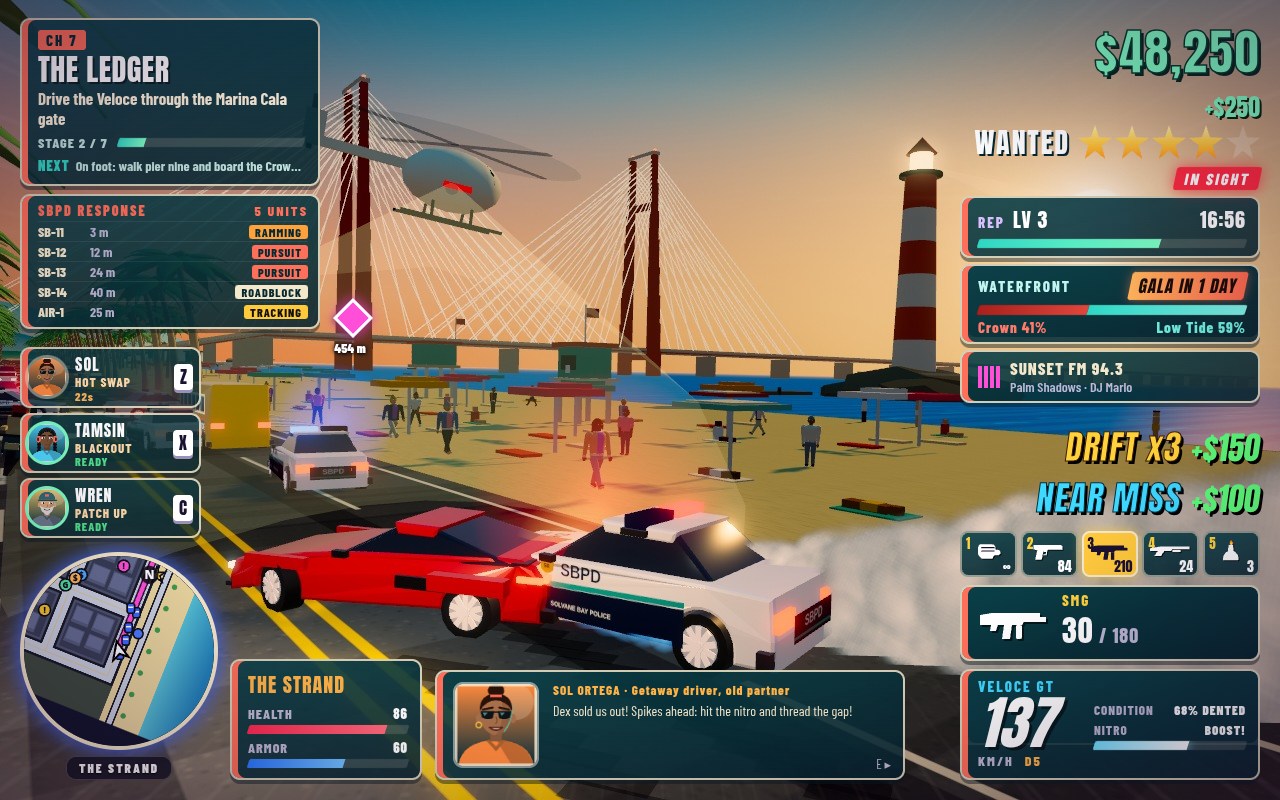 CH 7
THE LEDGER
Drive the Veloce through the Marina Cala
gate
STAGE 2 / 7
NEXT On foot: walk pier nine and board the Crow...
SBPD RESPONSE 5 UNITS
SB-11 3 m RAMMING
SB-12 12 m PURSUIT
SB-13 24 m PURSUIT
SB-14 40 m ROADBLOCK
AIR-1 25 m TRACKING
454 m
SOL
HOT SWAP
22s
Z
TAMSIN
BLACKOUT
READY
X
WREN
PATCH UP
READY
C
N
THE STRAND
THE STRAND
HEALTH 86
ARMOR 60
SOL ORTEGA · Getaway driver, old partner
Dex sold us out! Spikes ahead: hit the nitro and thread the gap!
E ▸
SBPD
SBPD
SOLVANE BAY POLICE
SBPD
$48,250
+$250
WANTED
IN SIGHT
REP LV 3 16:56
WATERFRONT GALA IN 1 DAY
Crown 41% Low Tide 59%
SUNSET FM 94.3
Palm Shadows · DJ Marlo
DRIFT x3 +$150
NEAR MISS +$100
1 ∞
2 84
3 210
4 24
5 3
SMG
30 / 180
VELOCE GT
137
KM/H D5
CONDITION 68% DENTED
NITRO BOOST!